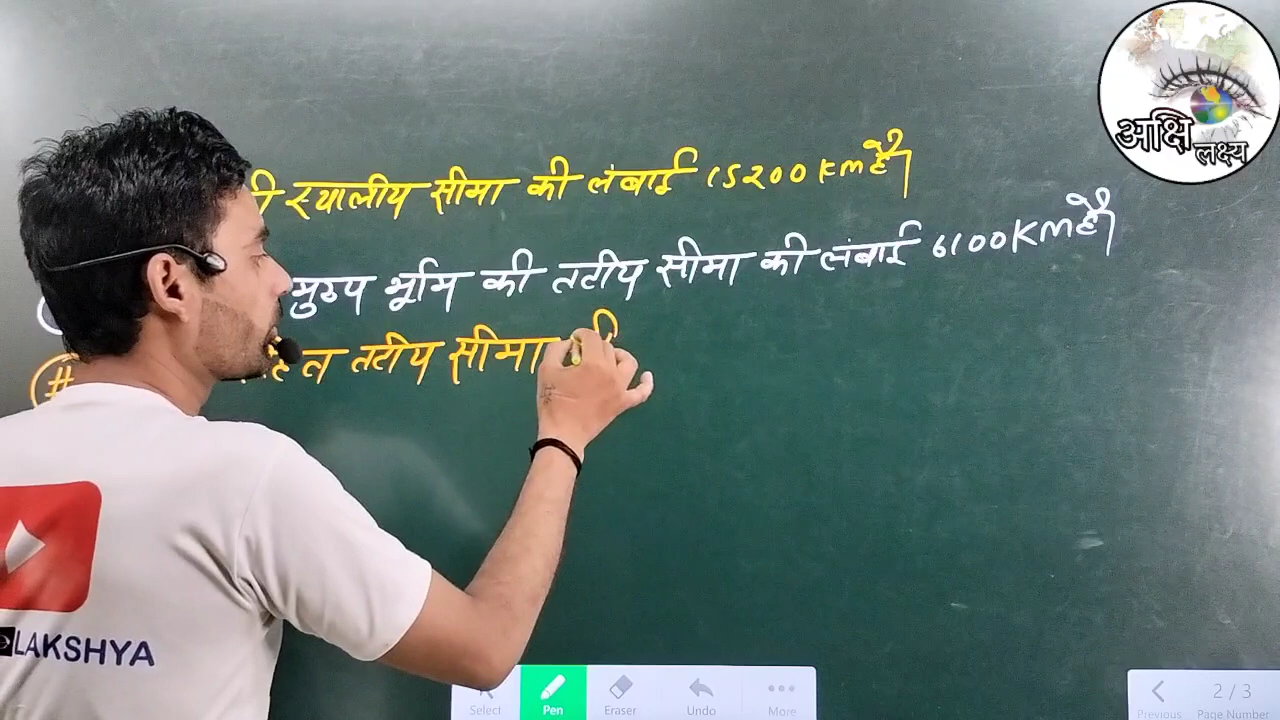 की स्थलीय सीमा की लंबाई 15200 KM है।
मुख्य भूमि की तटीय सीमा की लंबाई 6100 KM है।
# तटीय सीमा
अक्षि
लक्ष्य
LAKSHYA
Select Pen Eraser Undo More
Previous 2 / 3 Page Number